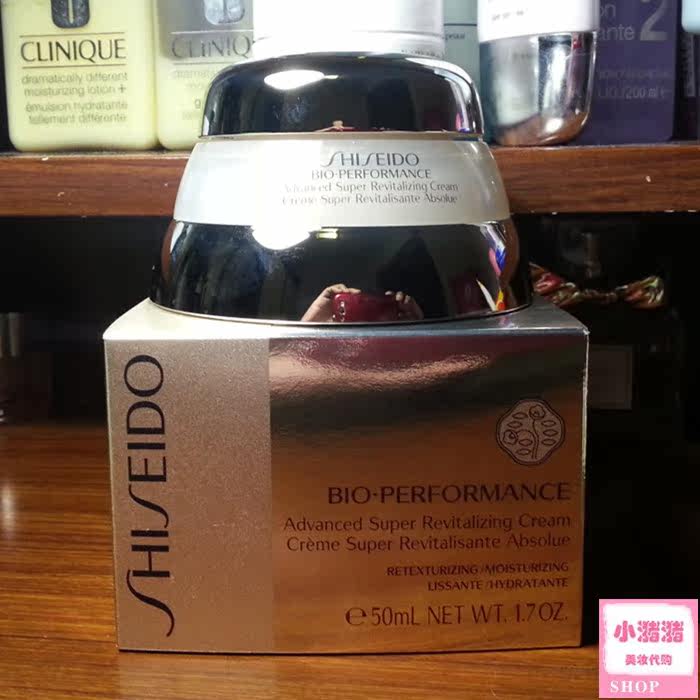 CLINIQUE
dramatically different
moisturizing lotion +
émulsion hydratante
tellement différente
CLINIQ
2
SHISEIDO
BIO-PERFORMANCE
Advanced Super Revitalizing Cream
Crème Super Revitalisante Absolue
SHISEIDO
BIO-PERFORMANCE
Advanced Super Revitalizing Cream
Crème Super Revitalisante Absolue
RETEXTURIZING/MOISTURIZING
LISSANTE/HYDRATANTE
e 50mL NET WT. 1.7 OZ.
小猪猪
美妆代购
SHOP